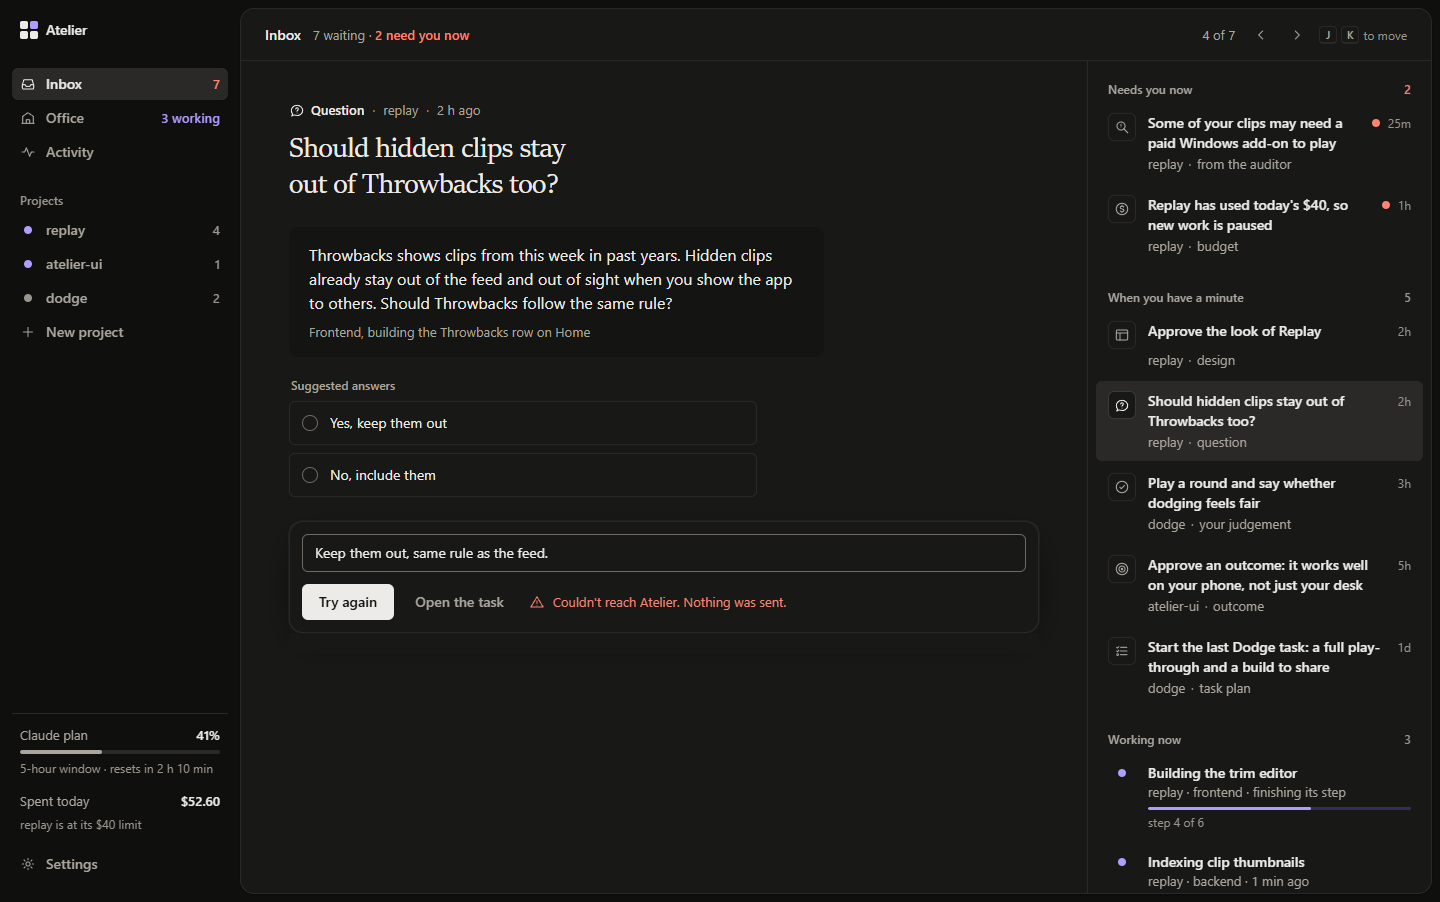 Atelier
Inbox 7
Office 3 working
Activity
Projects
replay 4
atelier-ui 1
dodge 2
New project
Claude plan 41%
5-hour window · resets in 2 h 10 min
Spent today $52.60
replay is at its $40 limit
Settings
Inbox 7 waiting · 2 need you now
4 of 7 J K to move
Question · replay · 2 h ago
Should hidden clips stay
out of Throwbacks too?
Throwbacks shows clips from this week in past years. Hidden clips
already stay out of the feed and out of sight when you show the app
to others. Should Throwbacks follow the same rule?
Frontend, building the Throwbacks row on Home
Suggested answers
Yes, keep them out
No, include them
Keep them out, same rule as the feed.
Try again Open the task Couldn't reach Atelier. Nothing was sent.
Needs you now 2
Some of your clips may need a 25m
paid Windows add-on to play
replay · from the auditor
Replay has used today's $40, so 1h
new work is paused
replay · budget
When you have a minute 5
Approve the look of Replay 2h
replay · design
Should hidden clips stay out of 2h
Throwbacks too?
replay · question
Play a round and say whether 3h
dodging feels fair
dodge · your judgement
Approve an outcome: it works well 5h
on your phone, not just your desk
atelier-ui · outcome
Start the last Dodge task: a full play- 1d
through and a build to share
dodge · task plan
Working now 3
Building the trim editor
replay · frontend · finishing its step
step 4 of 6
Indexing clip thumbnails
replay · backend · 1 min ago